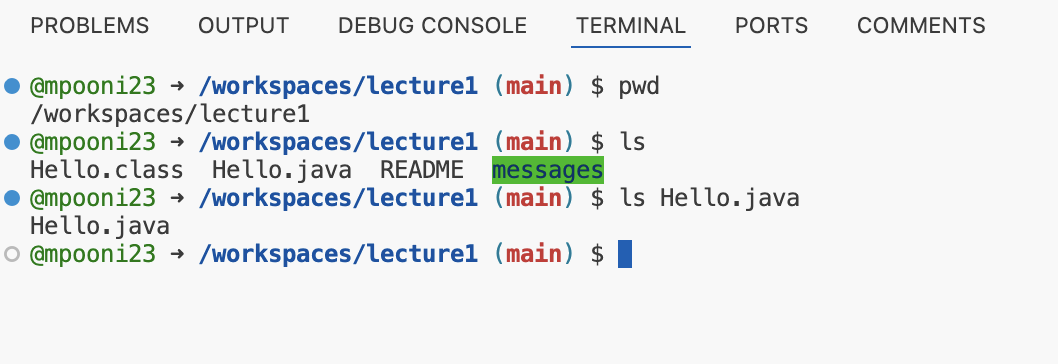 PROBLEMS OUTPUT DEBUG CONSOLE TERMINAL PORTS COMMENTS
@mpooni23 → /workspaces/lecture1 (main) $ pwd
/workspaces/lecture1
@mpooni23 → /workspaces/lecture1 (main) $ ls
Hello.class  Hello.java  README  messages
@mpooni23 → /workspaces/lecture1 (main) $ ls Hello.java
Hello.java
@mpooni23 → /workspaces/lecture1 (main) $